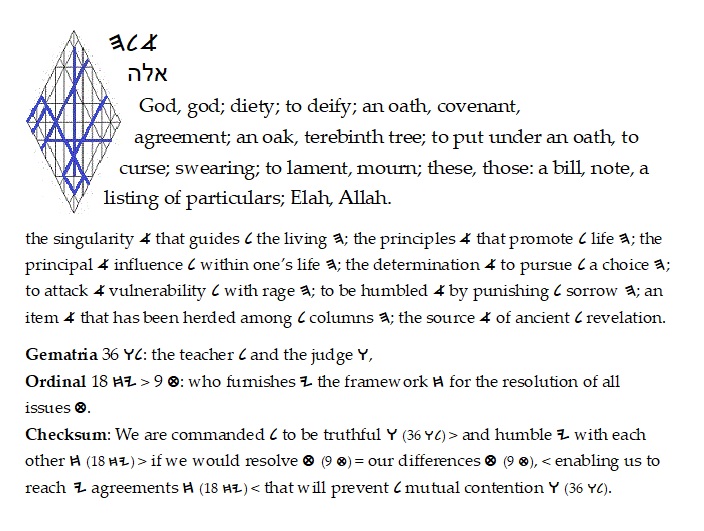 𐤀𐤋𐤄
אלה
God, god; diety; to deify; an oath, covenant,
agreement; an oak, terebinth tree; to put under an oath, to
curse; swearing; to lament, mourn; these, those: a bill, note, a
listing of particulars; Elah, Allah.
the singularity 𐤀 that guides 𐤋 the living 𐤄; the principles 𐤀 that promote 𐤋 life 𐤄; the
principal 𐤀 influence 𐤋 within one's life 𐤄; the determination 𐤀 to pursue 𐤋 a choice 𐤄;
to attack 𐤀 vulnerability 𐤋 with rage 𐤄; to be humbled 𐤀 by punishing 𐤋 sorrow 𐤄; an
item 𐤀 that has been herded among 𐤋 columns 𐤄; the source 𐤀 of ancient 𐤋 revelation.
Gematria 36 𐤋𐤅: the teacher 𐤋 and the judge 𐤅,
Ordinal 18 𐤉𐤇 > 9 𐤈: who furnishes 𐤉 the framework 𐤇 for the resolution of all
issues 𐤈.
Checksum: We are commanded 𐤋 to be truthful 𐤅 (36 𐤋𐤅) > and humble 𐤉 with each
other 𐤇 (18 𐤉𐤇) > if we would resolve 𐤈 (9 𐤈) = our differences 𐤈 (9 𐤈), < enabling us to
reach 𐤉 agreements 𐤇 (18 𐤉𐤇) < that will prevent 𐤋 mutual contention 𐤅 (36 𐤋𐤅).